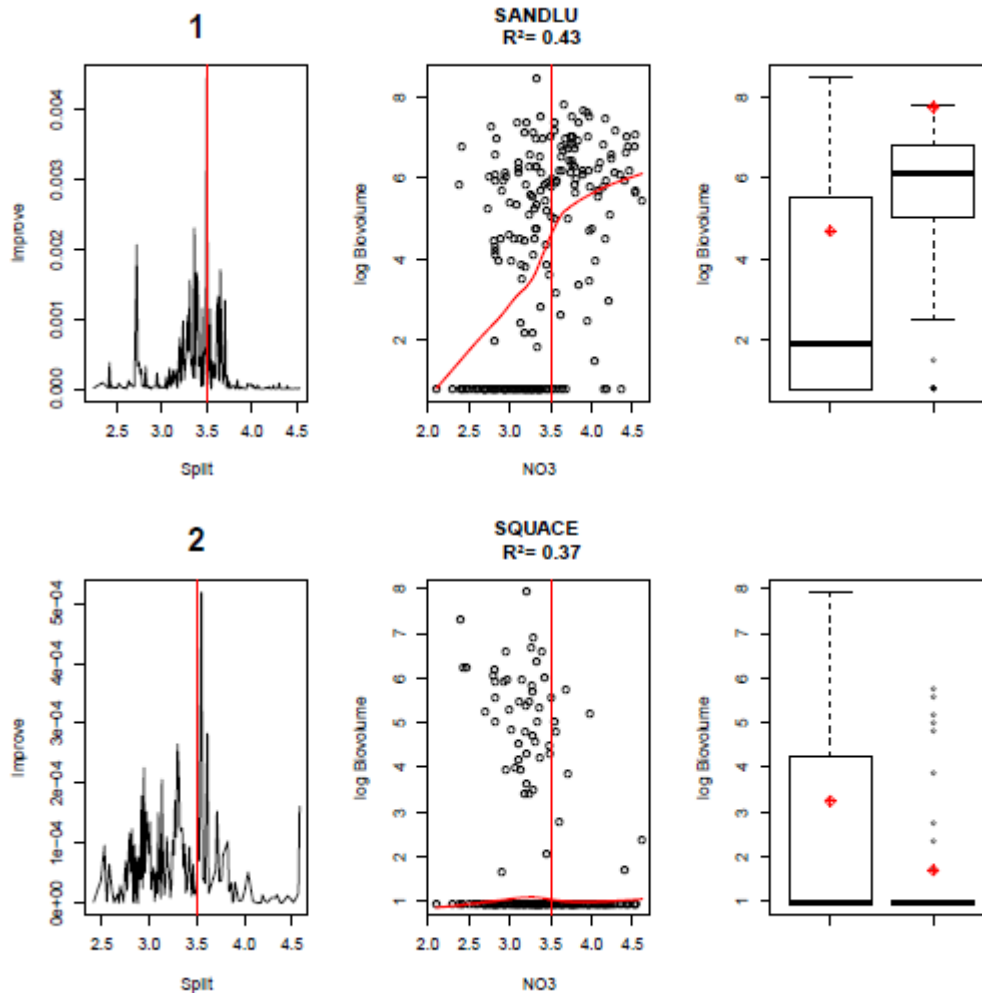 1
SANDLU
R²= 0.43
Improve
0.000 0.001 0.002 0.003 0.004
2.5 3.0 3.5 4.0 4.5
Split
log Biovolume
2 4 6 8
2.0 2.5 3.0 3.5 4.0 4.5
NO3
log Biovolume
2 4 6 8
2
SQUACE
R²= 0.37
Improve
0e+00 1e-04 2e-04 3e-04 4e-04 5e-04
2.5 3.0 3.5 4.0 4.5
Split
log Biovolume
1 2 3 4 5 6 7 8
2.0 2.5 3.0 3.5 4.0 4.5
NO3
log Biovolume
1 2 3 4 5 6 7 8